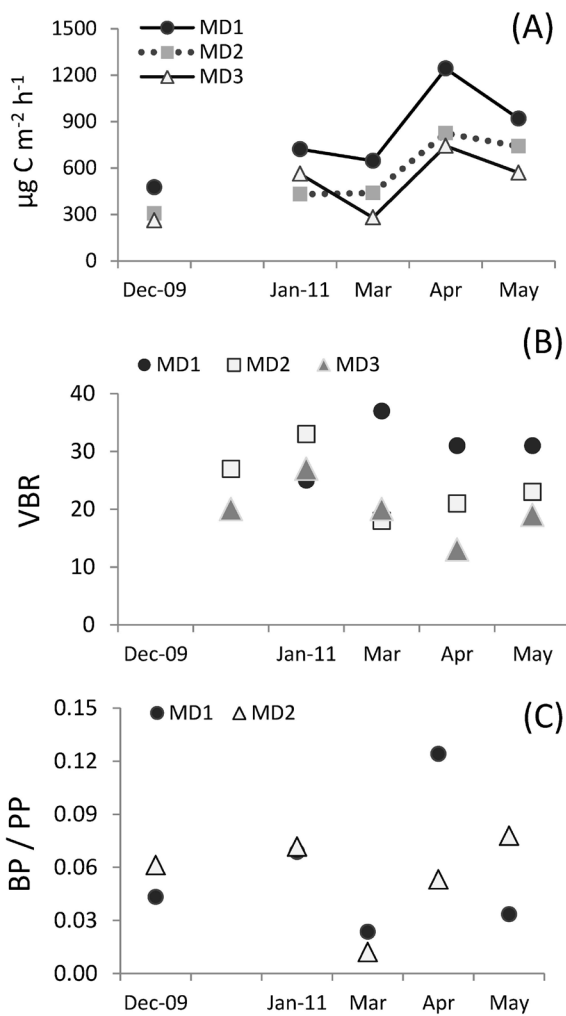 (A)
MD1
MD2
MD3
µg C m⁻² h⁻¹
1500
1200
900
600
300
0
Dec-09 Jan-11 Mar Apr May
(B)
MD1 MD2 MD3
VBR
40
30
20
10
0
Dec-09 Jan-11 Mar Apr May
(C)
MD1 MD2
BP / PP
0.15
0.12
0.09
0.06
0.03
0.00
Dec-09 Jan-11 Mar Apr May